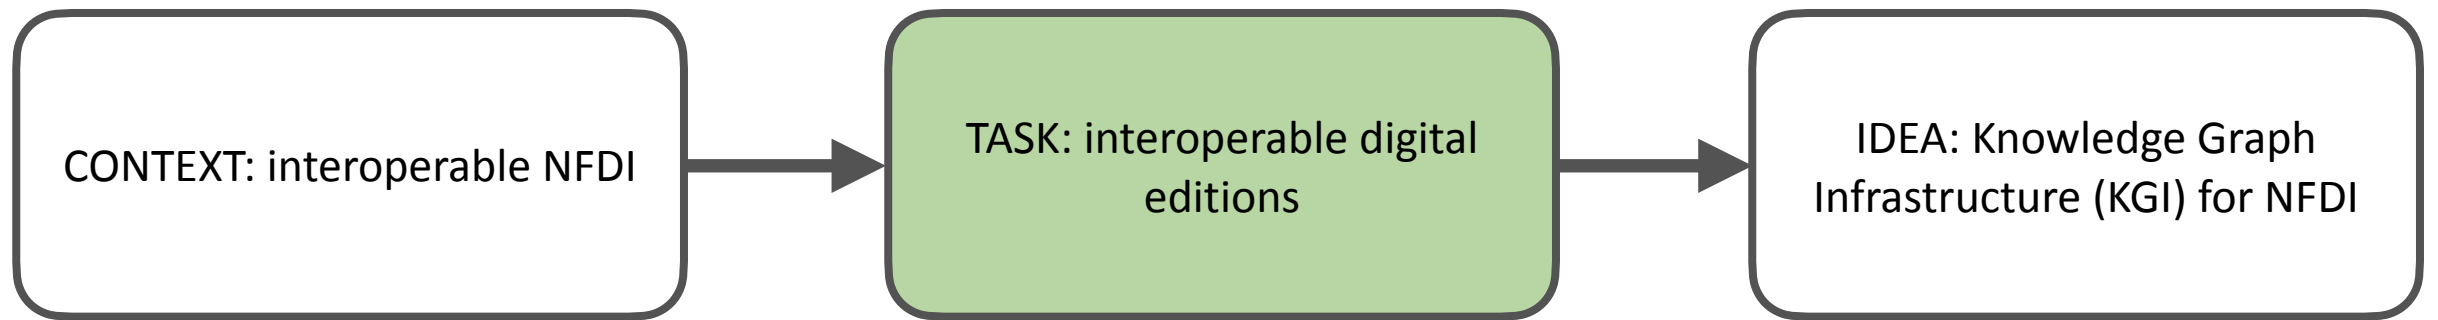 CONTEXT: interoperable NFDI
TASK: interoperable digital
editions
IDEA: Knowledge Graph
Infrastructure (KGI) for NFDI